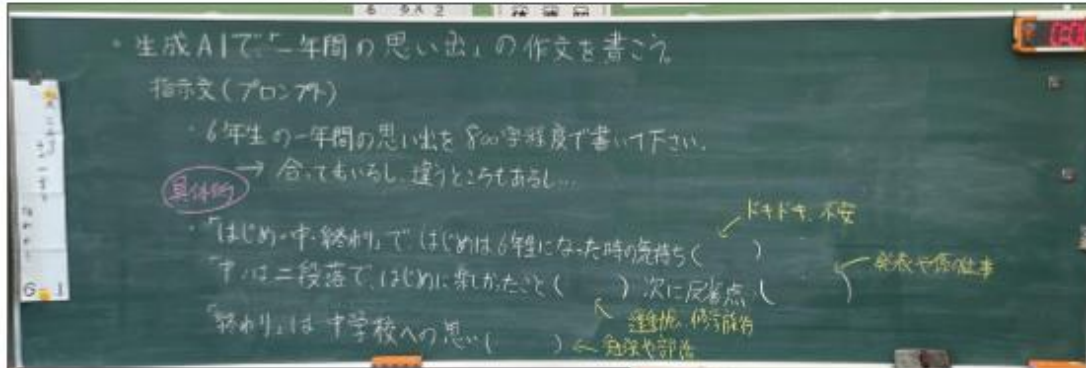 ・生成AIで「一年間の思い出」の作文を書こう。
指示文(プロンプト)
・6年生の一年間の思い出を800字程度で書いて下さい。
→ 合ってもいるし、違うところもあるし…
具体的
ドキドキ、不安
・「はじめ・中・終わり」で はじめは6年生になった時の気持ち(　　)
発表や係の仕事
「中」は二段落で、はじめに楽しかったこと(　　)次に反省点(　　)
運動会、修学旅行
「終わり」は中学校への思い(　　)
勉強や部活
6-1